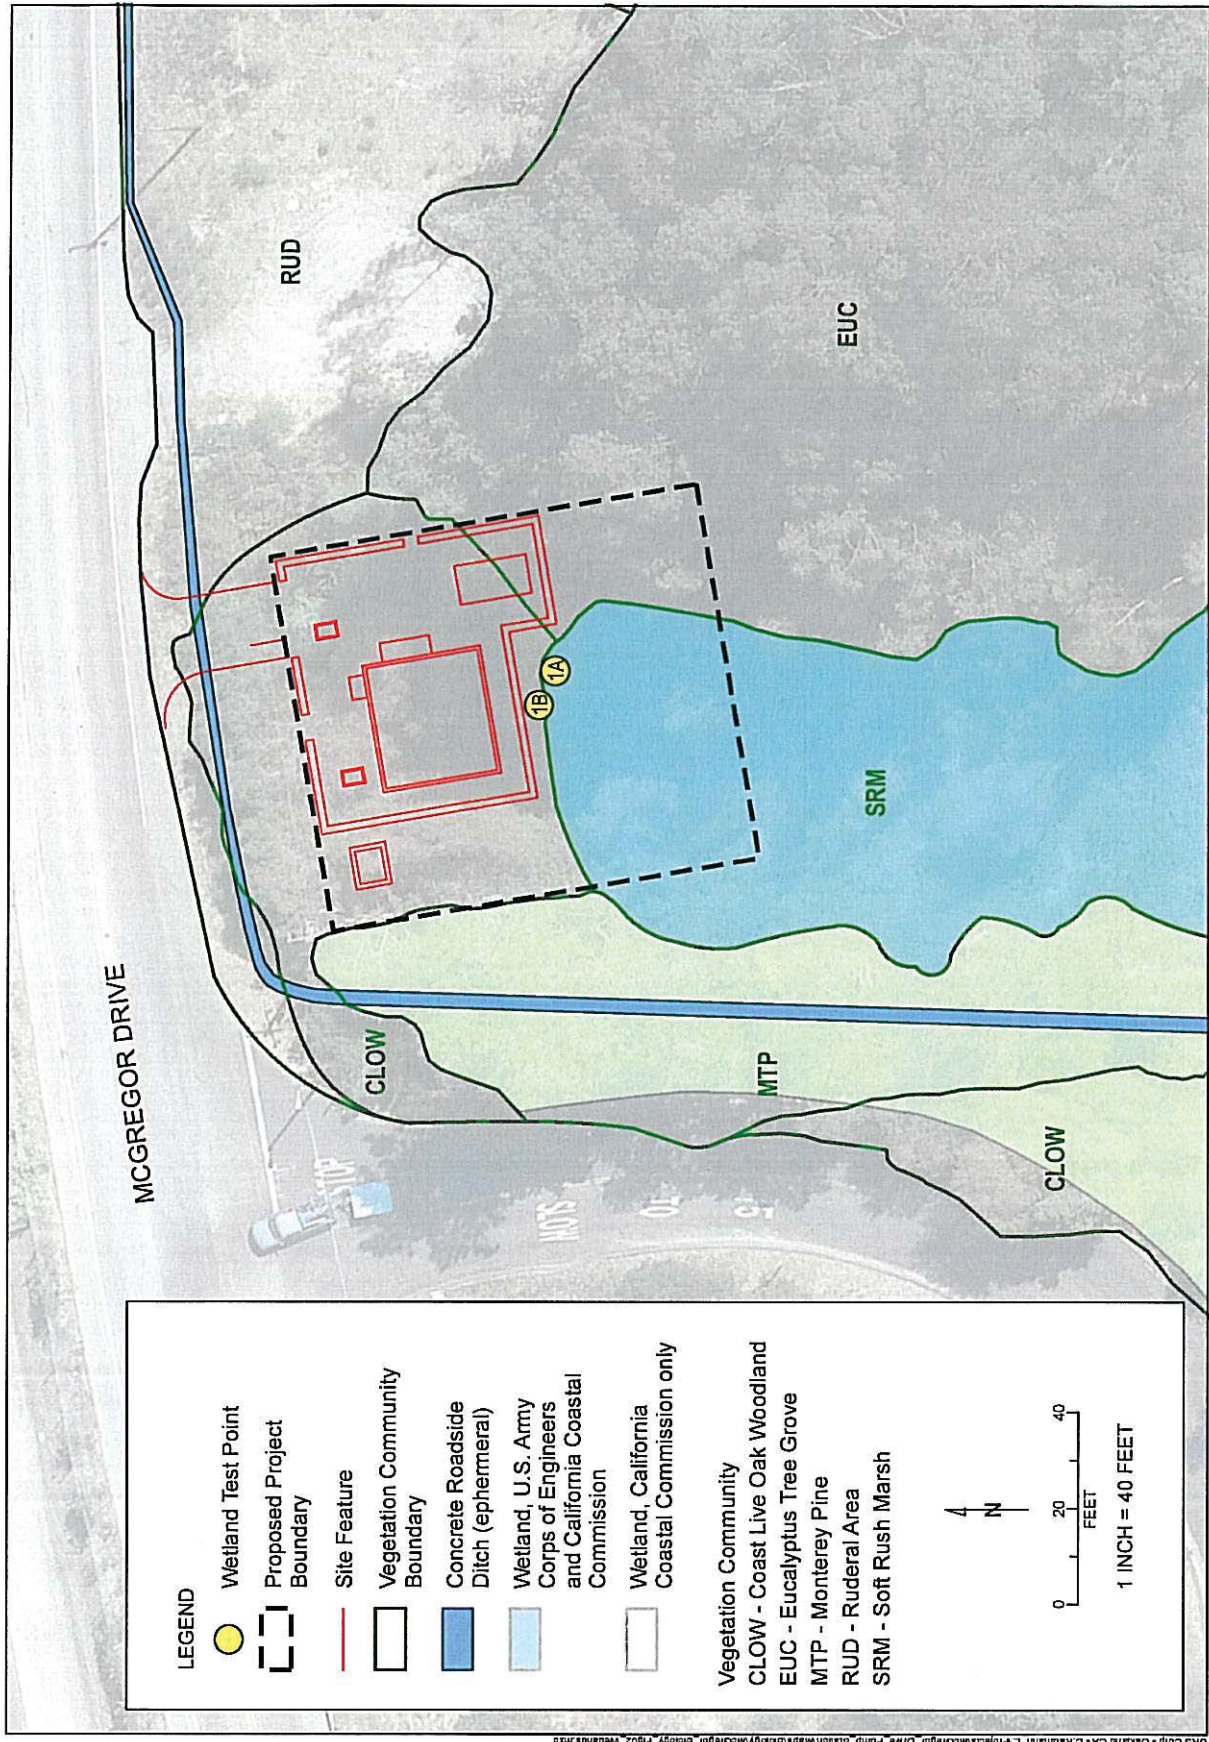 MCGREGOR DRIVE
RUD
EUC
1A
1B
SRM
CLOW
MTP
CLOW
STOP
LEGEND
Wetland Test Point
Proposed Project
Boundary
Site Feature
Vegetation Community
Boundary
Concrete Roadside
Ditch (ephemeral)
Wetland, U.S. Army
Corps of Engineers
and California Coastal
Commission
Wetland, California
Coastal Commission only
Vegetation Community
CLOW - Coast Live Oak Woodland
EUC - Eucalyptus Tree Grove
MTP - Monterey Pine
RUD - Ruderal Area
SRM - Soft Rush Marsh
N
0 20 40
FEET
1 INCH = 40 FEET